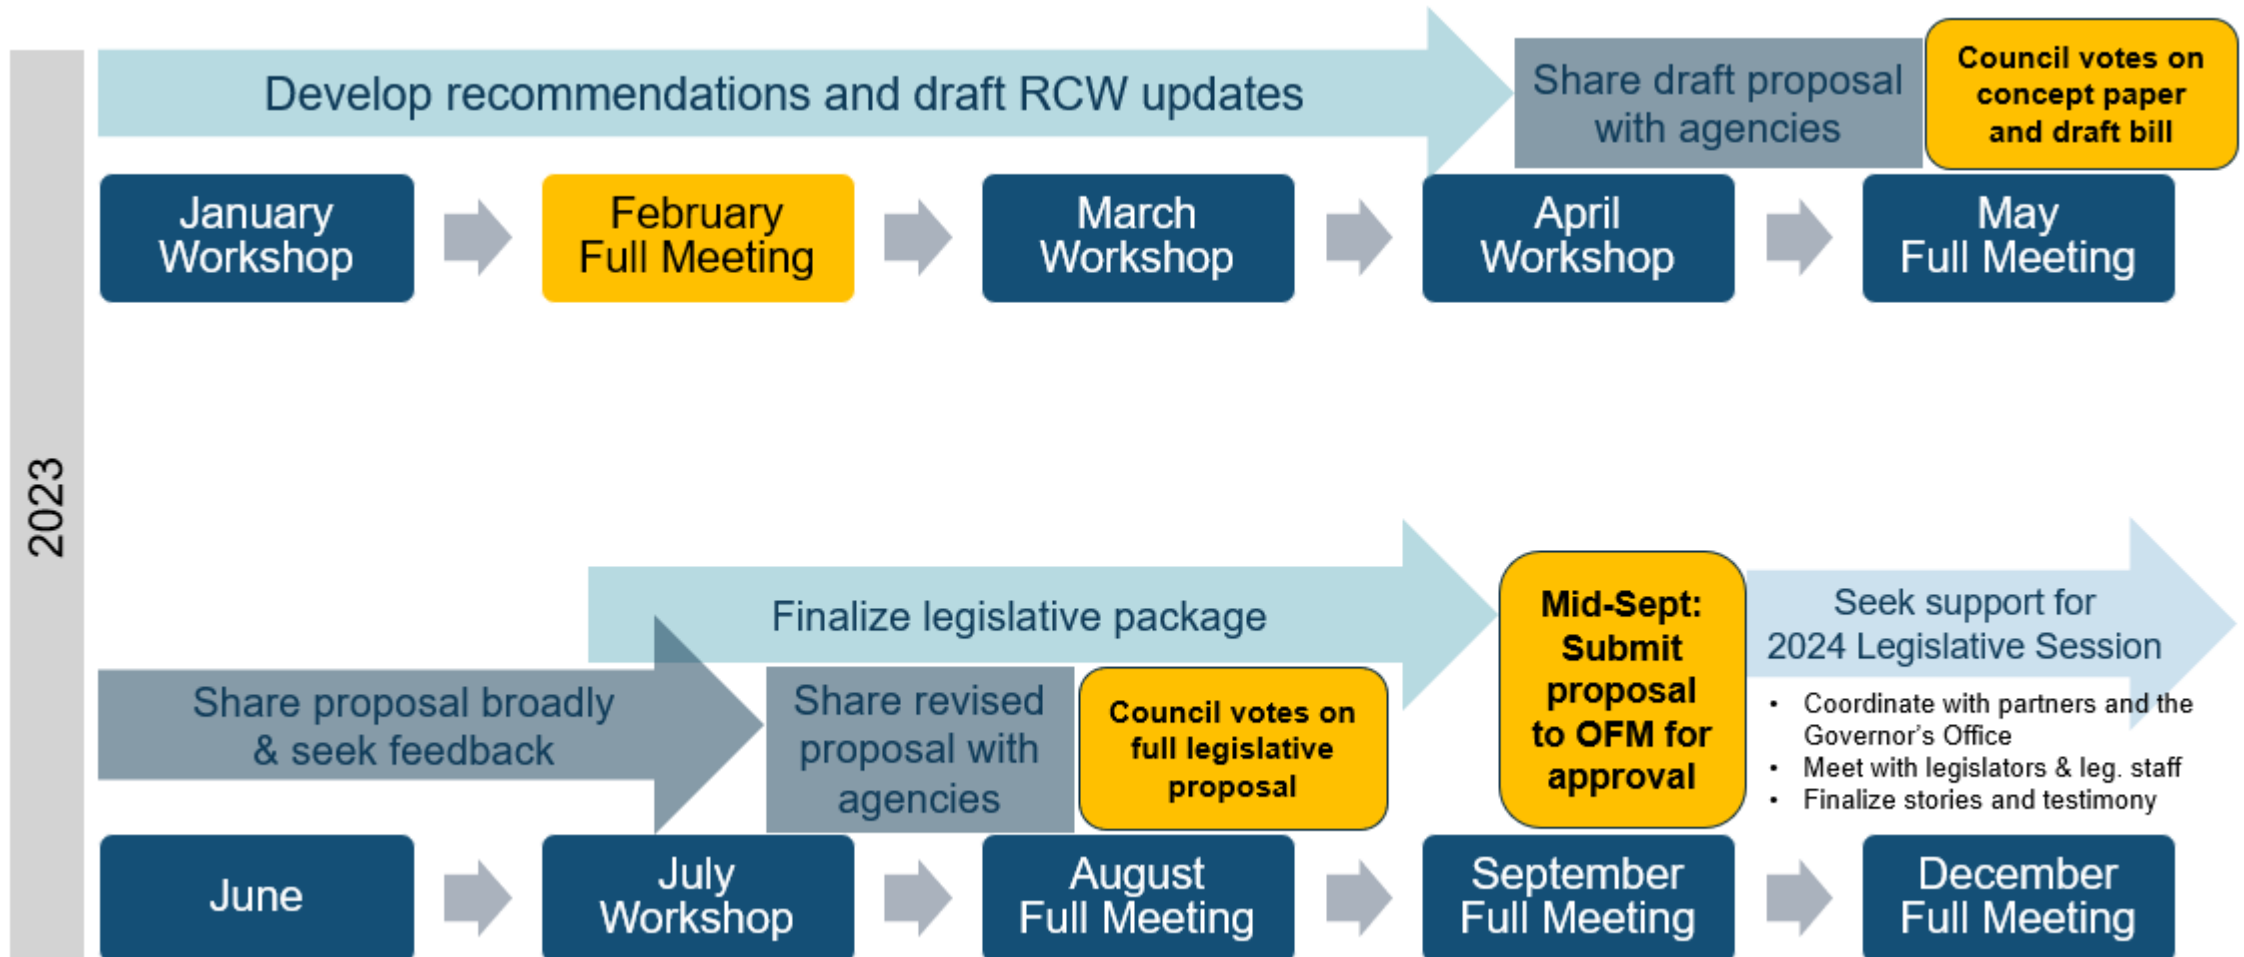 2023
Develop recommendations and draft RCW updates
Share draft proposal
with agencies
Council votes on
concept paper
and draft bill
January
Workshop
February
Full Meeting
March
Workshop
April
Workshop
May
Full Meeting
Share proposal broadly
& seek feedback
Finalize legislative package
Share revised
proposal with
agencies
Council votes on
full legislative
proposal
Mid-Sept:
Submit
proposal
to OFM for
approval
Seek support for
2024 Legislative Session
• Coordinate with partners and the
Governor's Office
• Meet with legislators & leg. staff
• Finalize stories and testimony
June
July
Workshop
August
Full Meeting
September
Full Meeting
December
Full Meeting